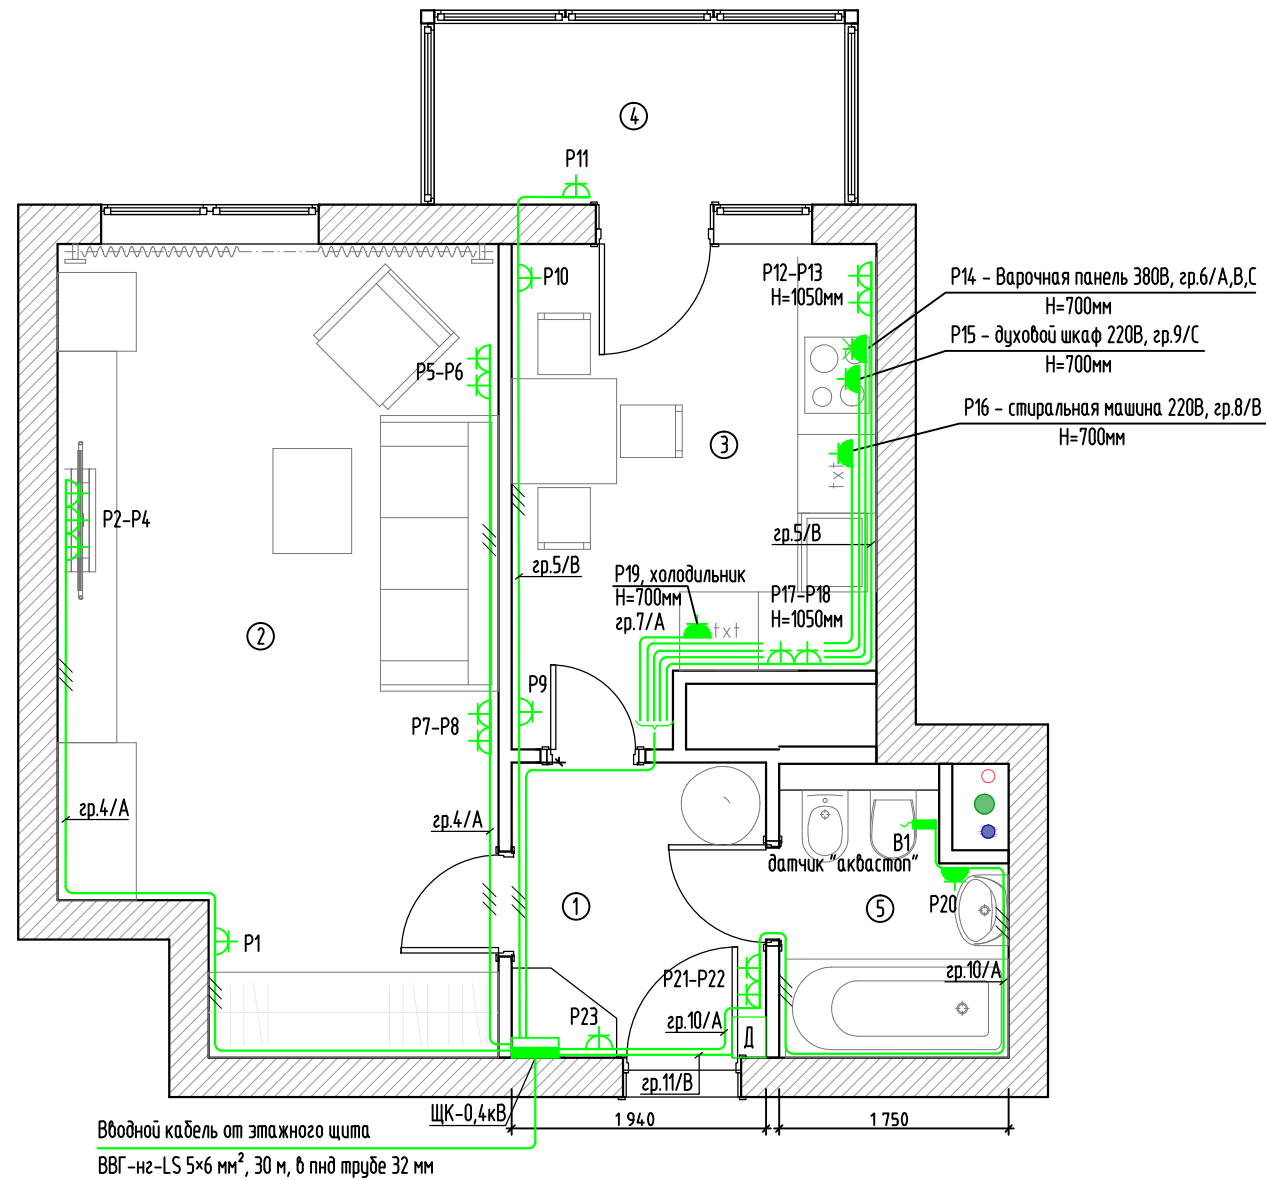 4
P11
P10
P12-P13
H=1050мм
P14 - Варочная панель 380В, гр.6/А,В,С
H=700мм
P15 - духовой шкаф 220В, гр.9/С
H=700мм
P16 - стиральная машина 220В, гр.8/В
H=700мм
P5-P6
3
txt
P2-P4
гр.5/В
гр.5/В
P19, холодильник
H=700мм
гр.7/А
txt
P17-P18
H=1050мм
2
P9
P7-P8
гр.4/А
гр.4/А
В1
датчик "аквастоп"
1
5
P20
P1
P21-P22
гр.10/А
P23
гр.10/А
Д
гр.11/В
ЩК-0,4кВ
1 940
1 750
Вводной кабель от этажного щита
ВВГ-нг-LS 5×6 мм², 30 м, в пнд трубе 32 мм